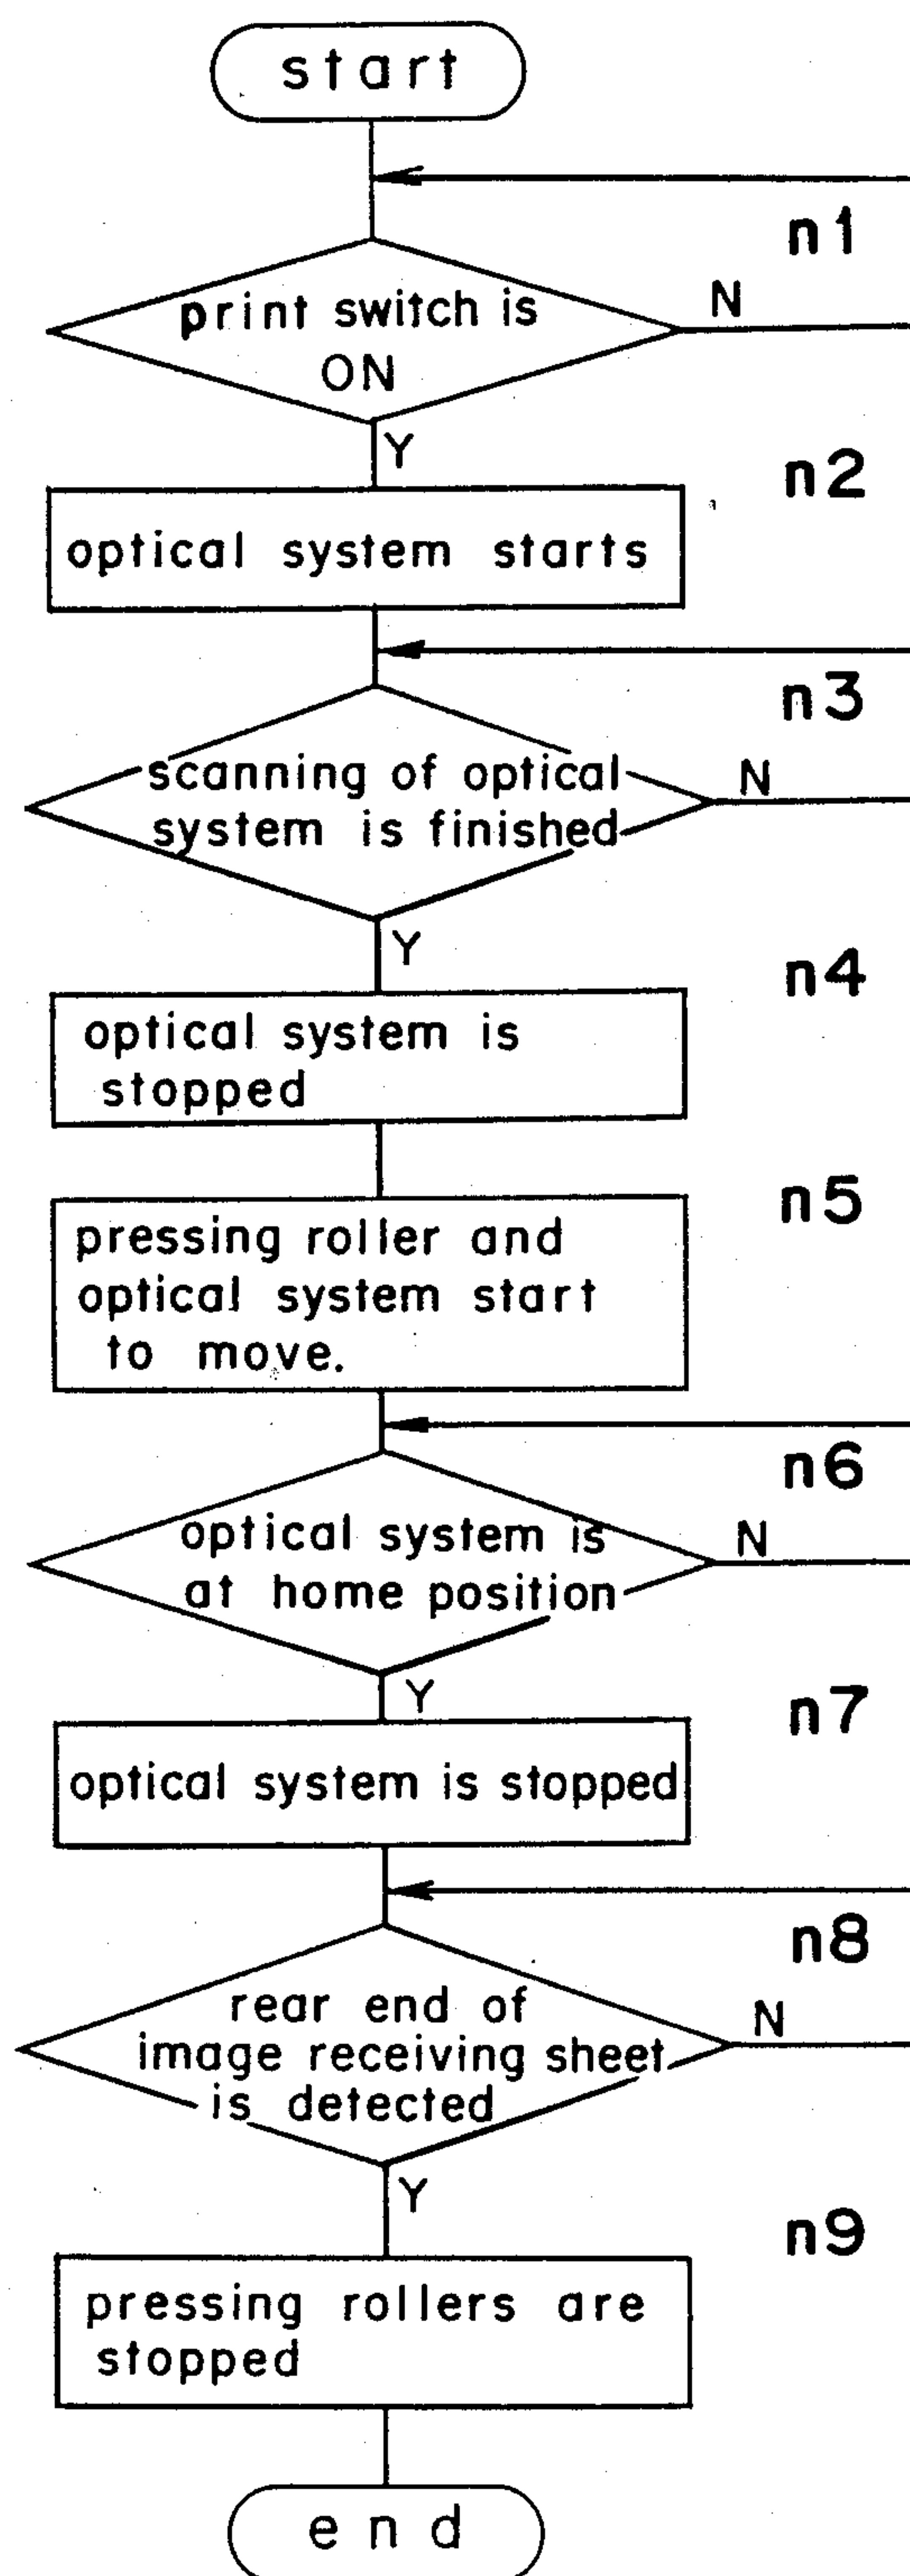 start
n1
print switch is
N
ON
Y
n2
optical system starts
n3
scanning of optical
N
system is finished
Y
n4
optical system is
stopped
n5
pressing roller and
optical system start
to move.
n6
optical system is
N
at home position
Y
n7
optical system is stopped
n8
rear end of
N
image receiving sheet
is detected
Y
n9
pressing rollers are
stopped
end